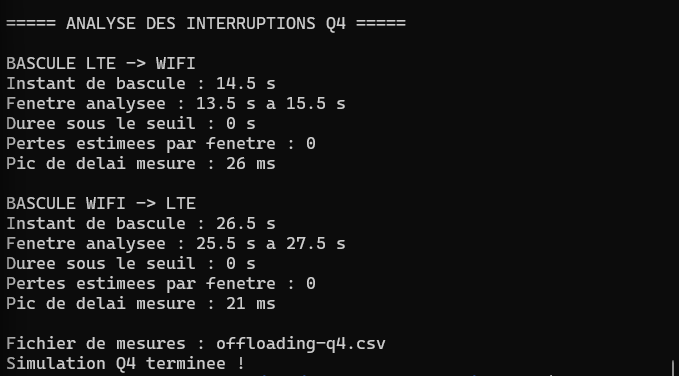 ===== ANALYSE DES INTERRUPTIONS Q4 =====
BASCULE LTE -> WIFI
Instant de bascule : 14.5 s
Fenetre analysee : 13.5 s a 15.5 s
Duree sous le seuil : 0 s
Pertes estimees par fenetre : 0
Pic de delai mesure : 26 ms
BASCULE WIFI -> LTE
Instant de bascule : 26.5 s
Fenetre analysee : 25.5 s a 27.5 s
Duree sous le seuil : 0 s
Pertes estimees par fenetre : 0
Pic de delai mesure : 21 ms
Fichier de mesures : offloading-q4.csv
Simulation Q4 terminee !